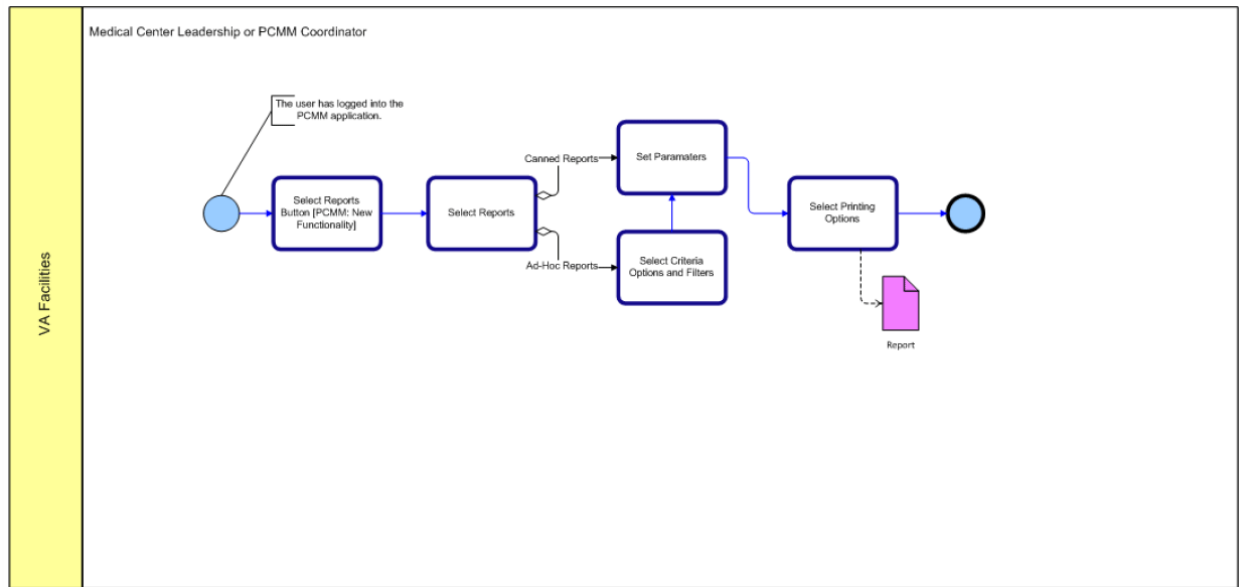 Medical Center Leadership or PCMM Coordinator
VA Facilities
The user has logged into the
PCMM application.
Select Reports
Button [PCMM: New
Functionality]
Select Reports
Canned Reports
Ad-Hoc Reports
Set Paramaters
Select Criteria
Options and Filters
Select Printing
Options
Report